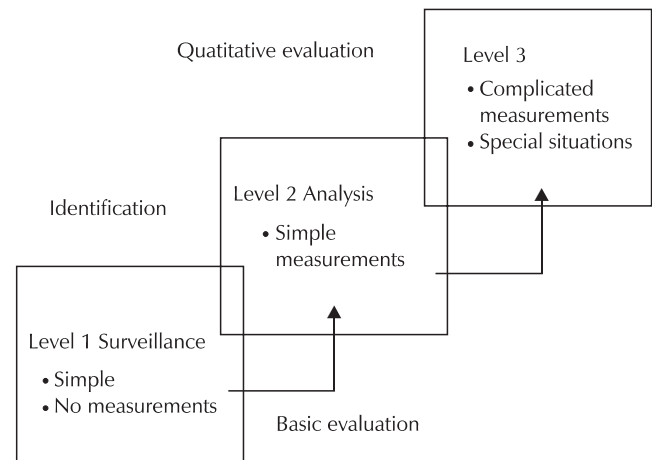 Quatitative evaluation
Level 3
• Complicated
measurements
• Special situations
Identification
Level 2 Analysis
• Simple
measurements
Level 1 Surveillance
• Simple
• No measurements
Basic evaluation